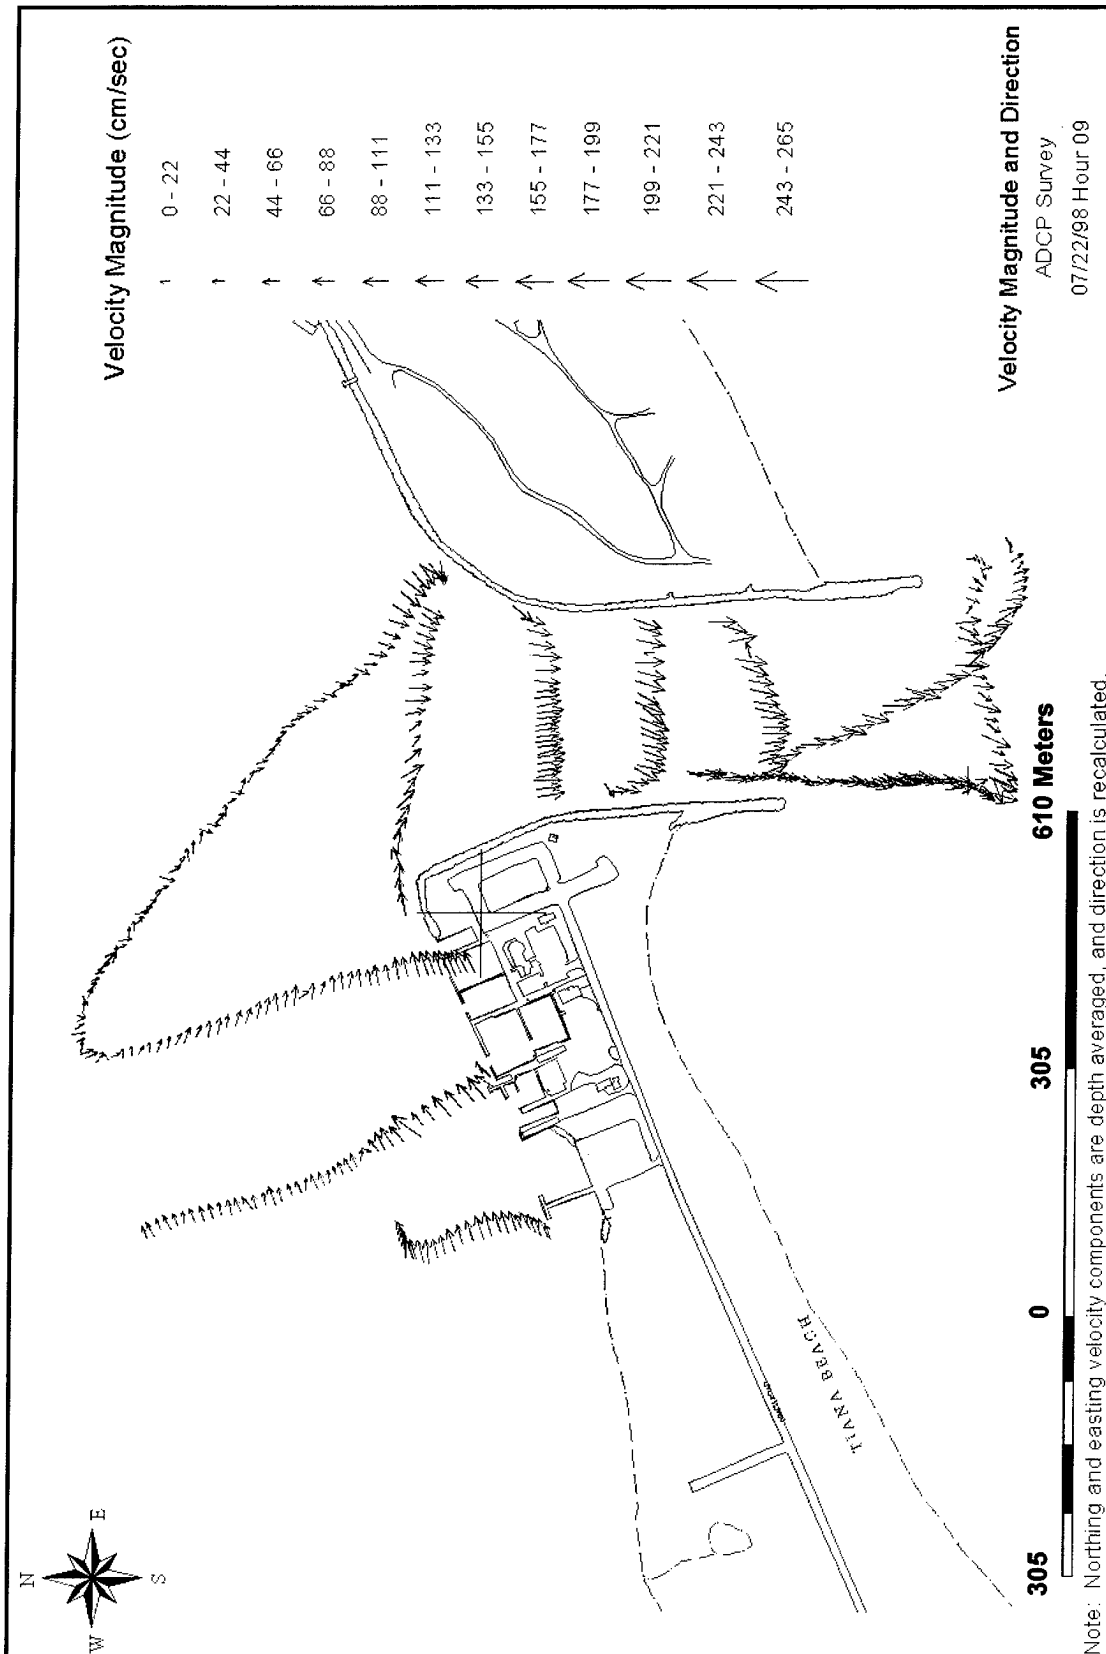 N
W
E
S
Velocity Magnitude (cm/sec)
0 - 22
22 - 44
44 - 66
66 - 88
88 - 111
111 - 133
133 - 155
155 - 177
177 - 199
199 - 221
221 - 243
243 - 265
TIANA BEACH
305
0
305
610 Meters
Velocity Magnitude and Direction
ADCP Survey
07/22/98 Hour 09
Note: Northing and easting velocity components are depth averaged, and direction is recalculated.